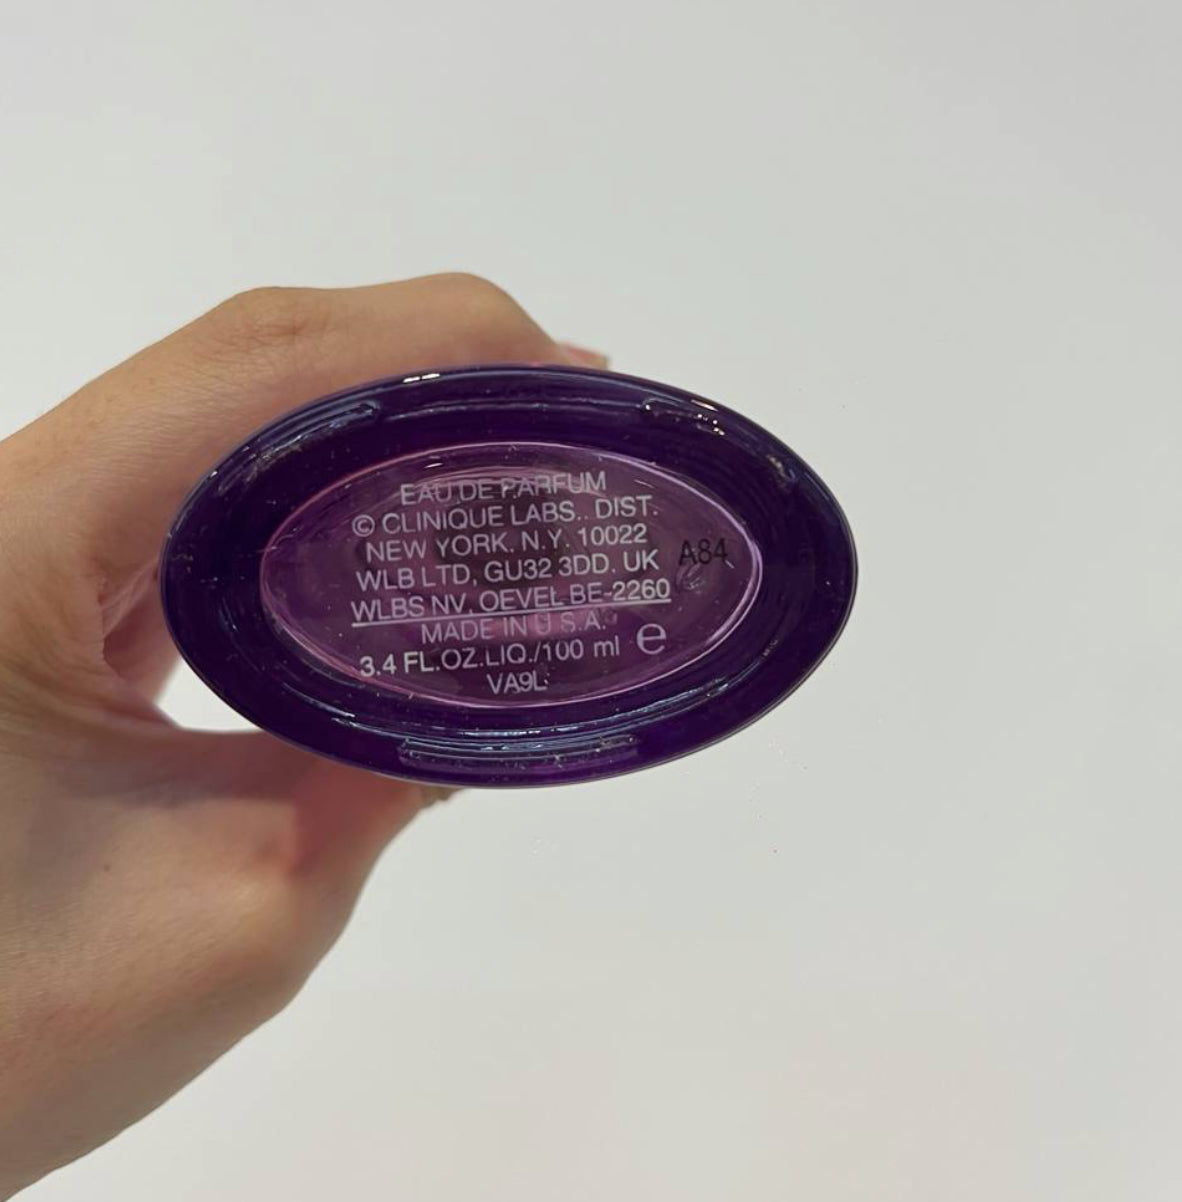 EAU DE PARFUM
© CLINIQUE LABS., DIST.
NEW YORK, N.Y. 10022
WLB LTD, GU32 3DD, UK
WLBS NV, OEVEL BE-2260
MADE IN U.S.A.
3.4 FL.OZ.LIQ./100 ml ℮
VA9L
A84